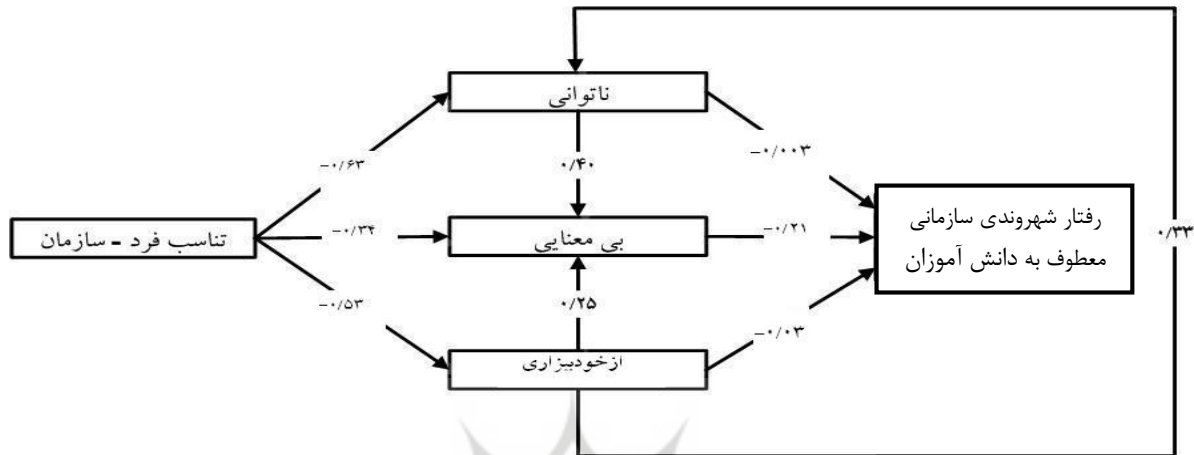 ناتوانی
-۰/۶۳
-۰/۰۰۳
۰/۴۰
تناسب فرد - سازمان
-۰/۳۴
بی معنایی
-۰/۲۱
رفتار شهروندی سازمانی
معطوف به دانش آموزان
۰/۳۳
-۰/۵۳
۰/۲۵
-۰/۰۳
ازخودبیزاری